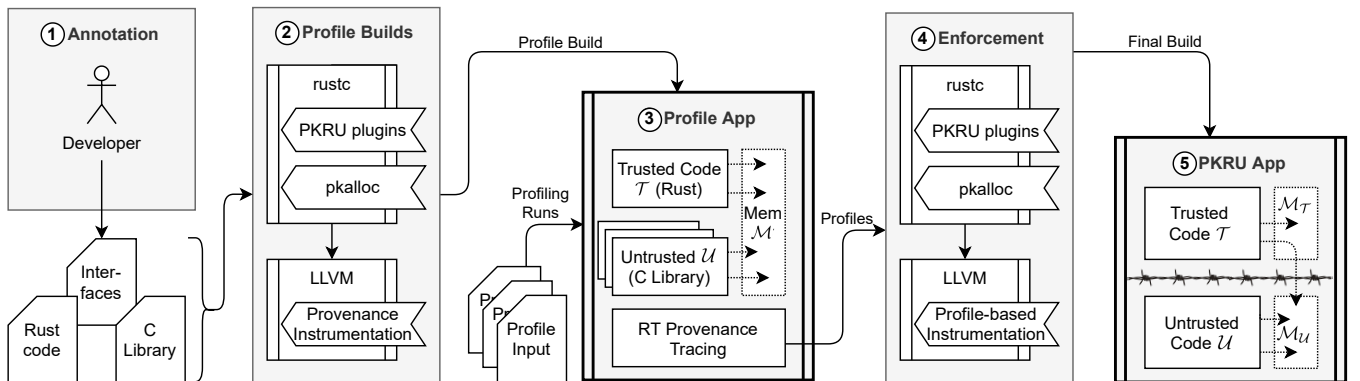 1 Annotation
Developer
Inter-
faces
Rust
code
C
Library
2 Profile Builds
rustc
PKRU plugins
pkalloc
LLVM
Provenance
Instrumentation
Profile Build
Profiling
Runs
Pr
Pr
Profile
Input
3 Profile App
Trusted Code
𝒯 (Rust)
Mem
ℳ
Untrusted 𝒰
(C Library)
RT Provenance
Tracing
Profiles
4 Enforcement
rustc
PKRU plugins
pkalloc
LLVM
Profile-based
Instrumentation
Final Build
5 PKRU App
Trusted
Code 𝒯
ℳ𝒯
Untrusted
Code 𝒰
ℳ𝒰